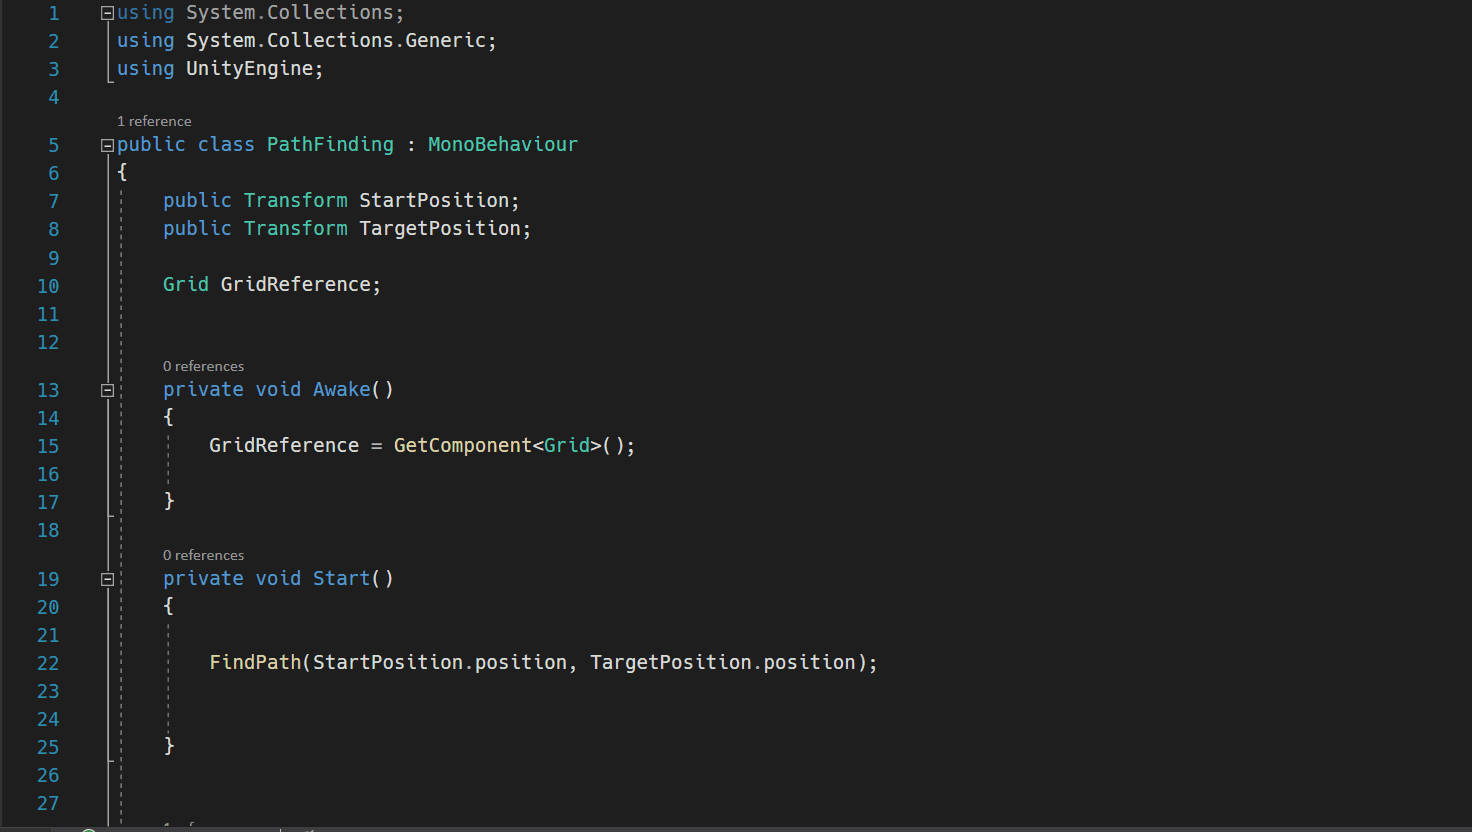 1 using System.Collections;
2 using System.Collections.Generic;
3 using UnityEngine;
4
1 reference
5 public class PathFinding : MonoBehaviour
6 {
7 public Transform StartPosition;
8 public Transform TargetPosition;
9
10 Grid GridReference;
11
12
0 references
13 private void Awake()
14 {
15 GridReference = GetComponent<Grid>();
16
17 }
18
0 references
19 private void Start()
20 {
21
22 FindPath(StartPosition.position, TargetPosition.position);
23
24
25 }
26
27